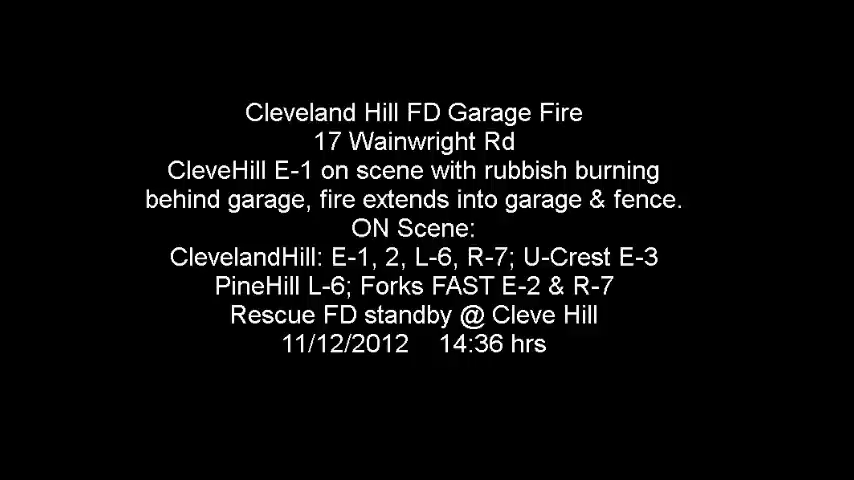 Cleveland Hill FD Garage Fire
17 Wainwright Rd
CleveHill E-1 on scene with rubbish burning
behind garage, fire extends into garage & fence.
ON Scene:
ClevelandHill: E-1, 2, L-6, R-7; U-Crest E-3
PineHill L-6; Forks FAST E-2 & R-7
Rescue FD standby @ Cleve Hill
11/12/2012    14:36 hrs